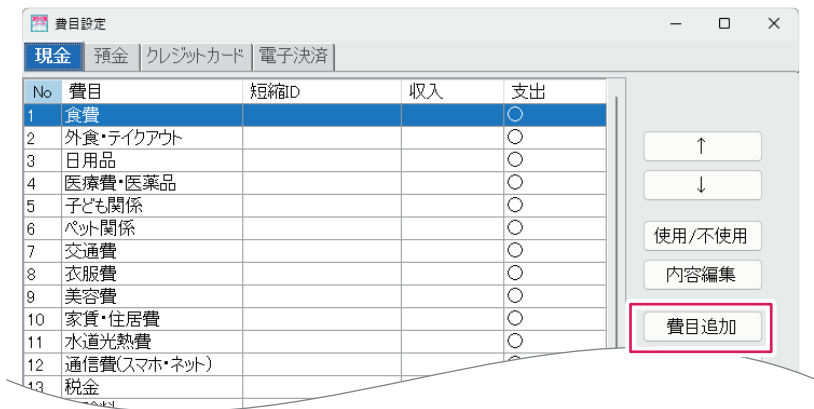 費目設定
現金 預金 クレジットカード 電子決済
No 費目 短縮ID 収入 支出
1 食費 ○
2 外食・テイクアウト ○
3 日用品 ○
4 医療費・医薬品 ○
5 子ども関係 ○
6 ペット関係 ○
7 交通費 ○
8 衣服費 ○
9 美容費 ○
10 家賃・住居費 ○
11 水道光熱費 ○
12 通信費(スマホ・ネット)
13 税金
↑
↓
使用/不使用
内容編集
費目追加